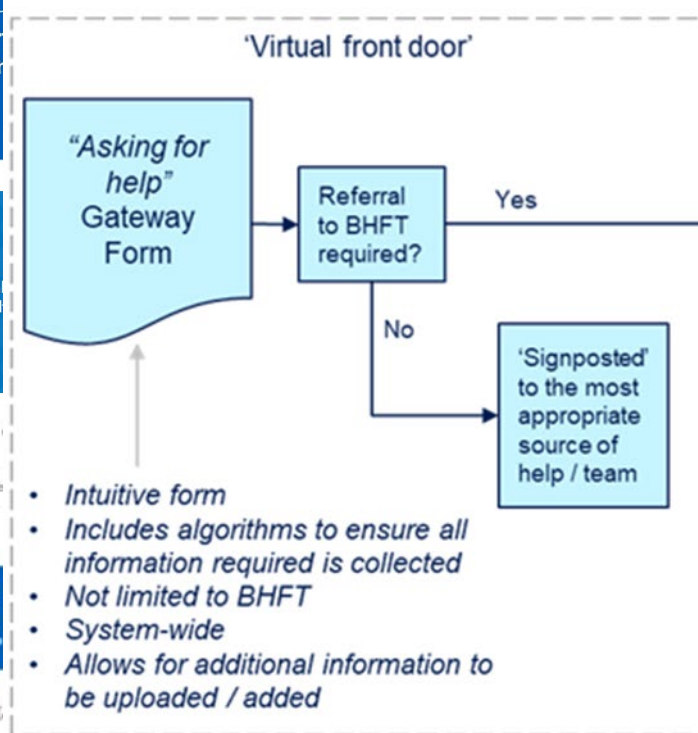 ‘Virtual front door’
“Asking for
help”
Gateway
Form
Referral
to BHFT
required?
Yes
No
‘Signposted’
to the most
appropriate
source of
help / team
• Intuitive form
• Includes algorithms to ensure all
information required is collected
• Not limited to BHFT
• System-wide
• Allows for additional information to
be uploaded / added